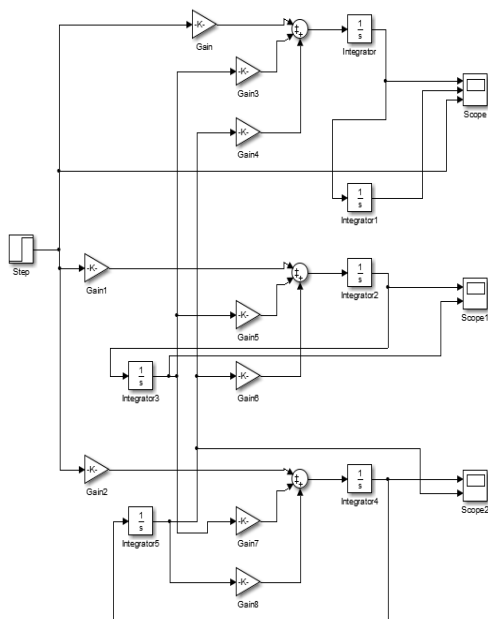 -K-
Gain
1
s
Integrator
-K-
Gain3
Scope
-K-
Gain4
1
s
Integrator1
Step
-K-
Gain1
1
s
Integrator2
Scope1
-K-
Gain5
1
s
Integrator3
-K-
Gain6
-K-
Gain2
1
s
Integrator4
Scope2
1
s
Integrator5
-K-
Gain7
-K-
Gain8